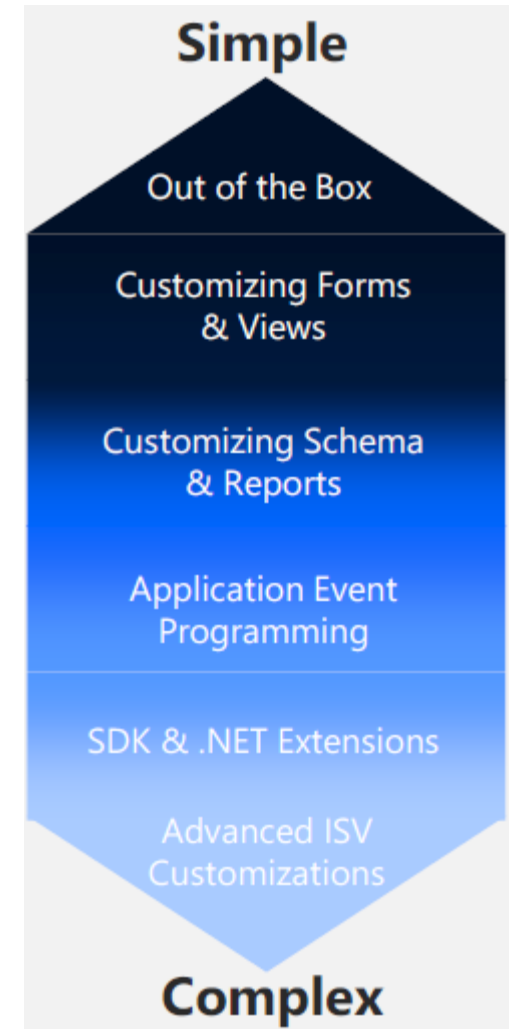 Simple
Out of the Box
Customizing Forms
& Views
Customizing Schema
& Reports
Application Event
Programming
SDK & .NET Extensions
Advanced ISV
Customizations
Complex